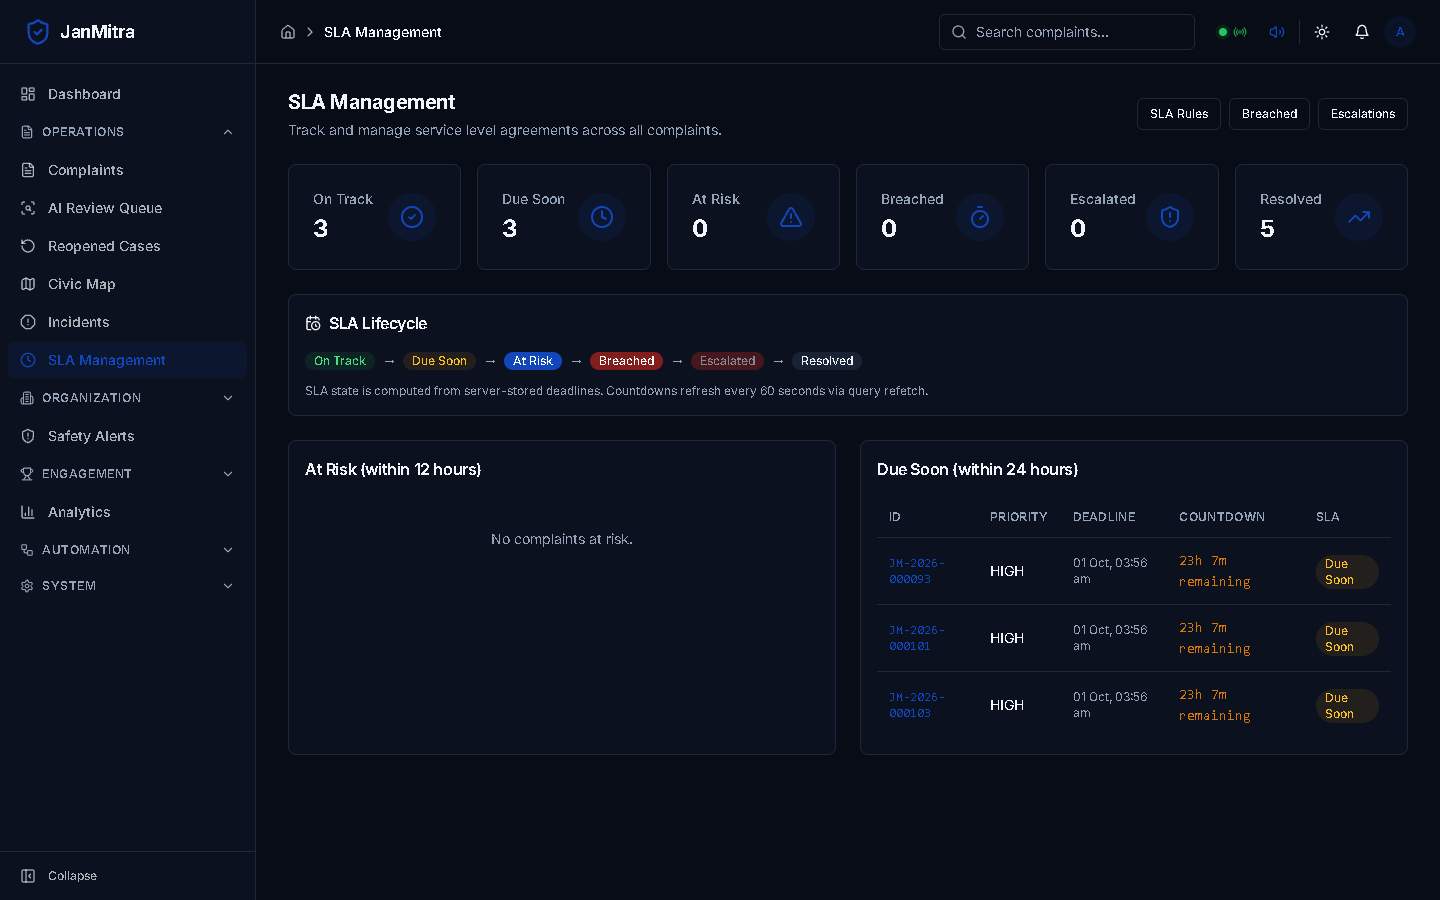 JanMitra
SLA Management
Search complaints...
A
Dashboard
OPERATIONS
Complaints
AI Review Queue
Reopened Cases
Civic Map
Incidents
SLA Management
ORGANIZATION
Safety Alerts
ENGAGEMENT
Analytics
AUTOMATION
SYSTEM
Collapse
SLA Management
Track and manage service level agreements across all complaints.
SLA Rules
Breached
Escalations
On Track
3
Due Soon
3
At Risk
0
Breached
0
Escalated
0
Resolved
5
SLA Lifecycle
On Track → Due Soon → At Risk → Breached → Escalated → Resolved
SLA state is computed from server-stored deadlines. Countdowns refresh every 60 seconds via query refetch.
At Risk (within 12 hours)
No complaints at risk.
Due Soon (within 24 hours)
ID PRIORITY DEADLINE COUNTDOWN SLA
JM-2026-000093 HIGH 01 Oct, 03:56 am 23h 7m remaining Due Soon
JM-2026-000101 HIGH 01 Oct, 03:56 am 23h 7m remaining Due Soon
JM-2026-000103 HIGH 01 Oct, 03:56 am 23h 7m remaining Due Soon